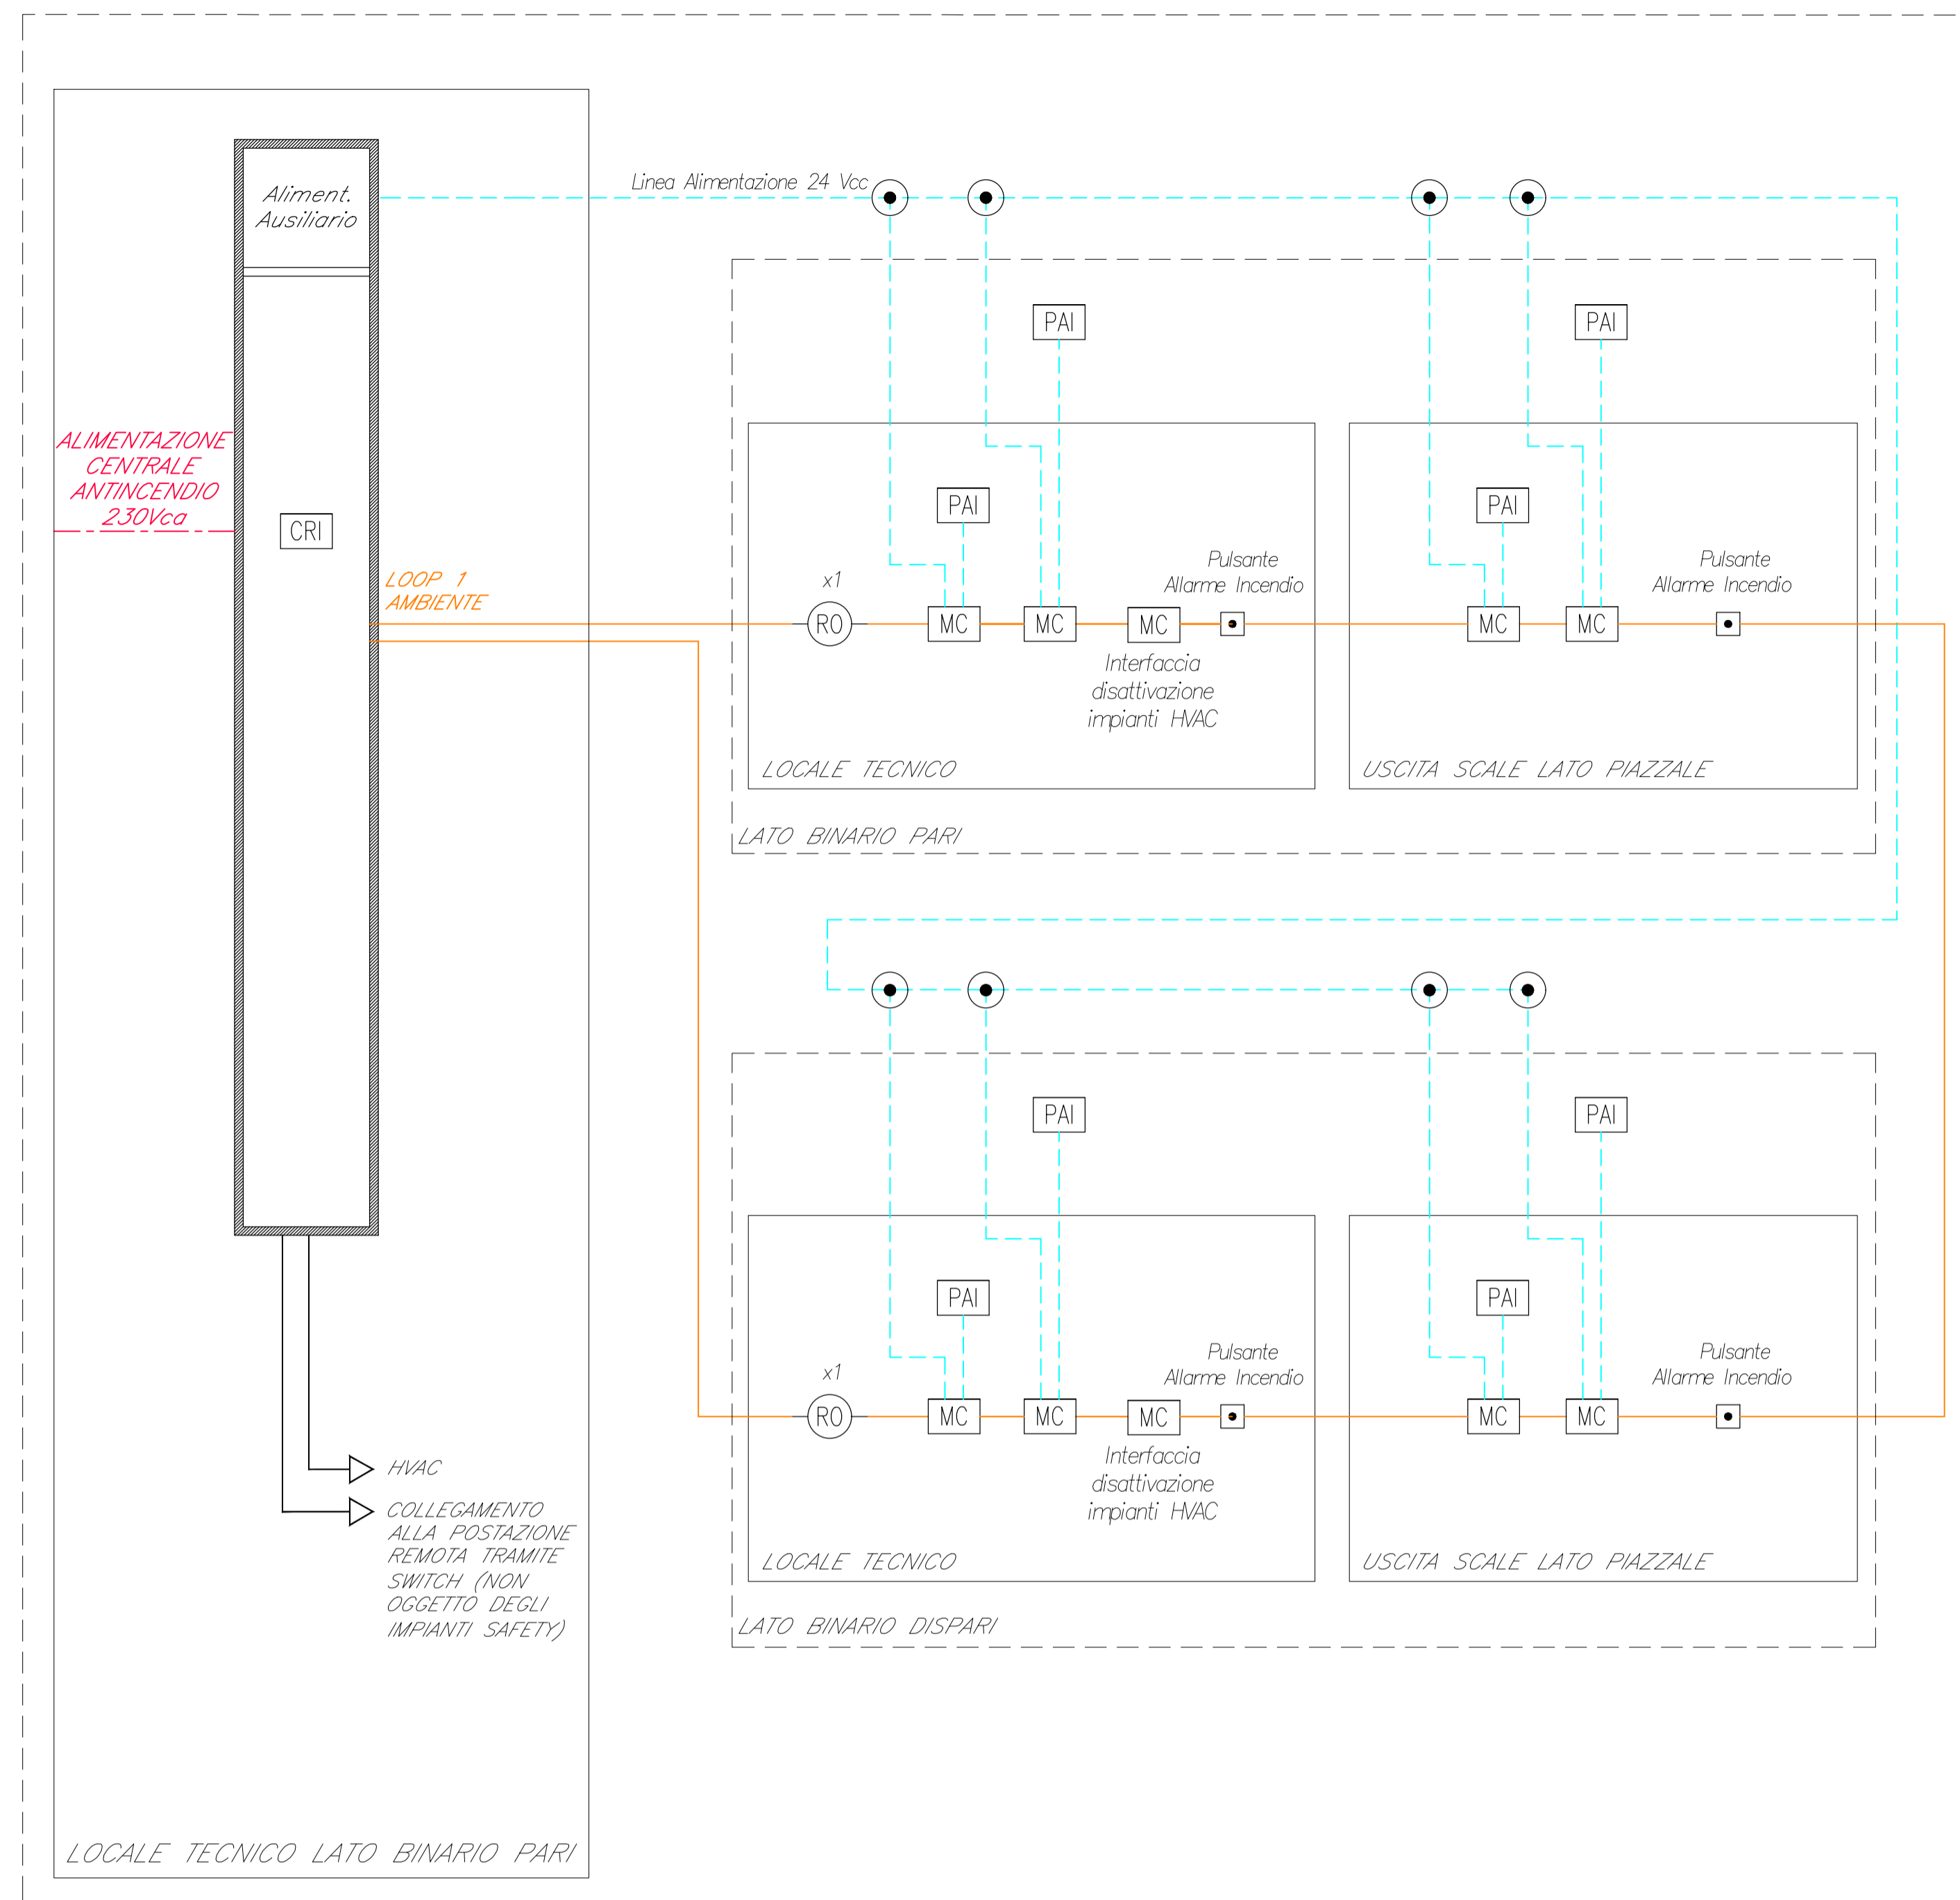 Aliment.
Ausiliario
Linea Alimentazione 24 Vcc
ALIMENTAZIONE
CENTRALE
ANTINCENDIO
230Vca
CRI
LOOP 1
AMBIENTE
PAI
PAI
PAI
PAI
x1
RO
MC
MC
MC
Pulsante
Allarme Incendio
Interfaccia
disattivazione
impianti HVAC
LOCALE TECNICO
MC
MC
Pulsante
Allarme Incendio
USCITA SCALE LATO PIAZZALE
LATO BINARIO PARI
PAI
PAI
PAI
PAI
x1
RO
MC
MC
MC
Pulsante
Allarme Incendio
Interfaccia
disattivazione
impianti HVAC
LOCALE TECNICO
MC
MC
Pulsante
Allarme Incendio
USCITA SCALE LATO PIAZZALE
LATO BINARIO DISPARI
HVAC
COLLEGAMENTO
ALLA POSTAZIONE
REMOTA TRAMITE
SWITCH (NON
OGGETTO DEGLI
IMPIANTI SAFETY)
LOCALE TECNICO LATO BINARIO PARI